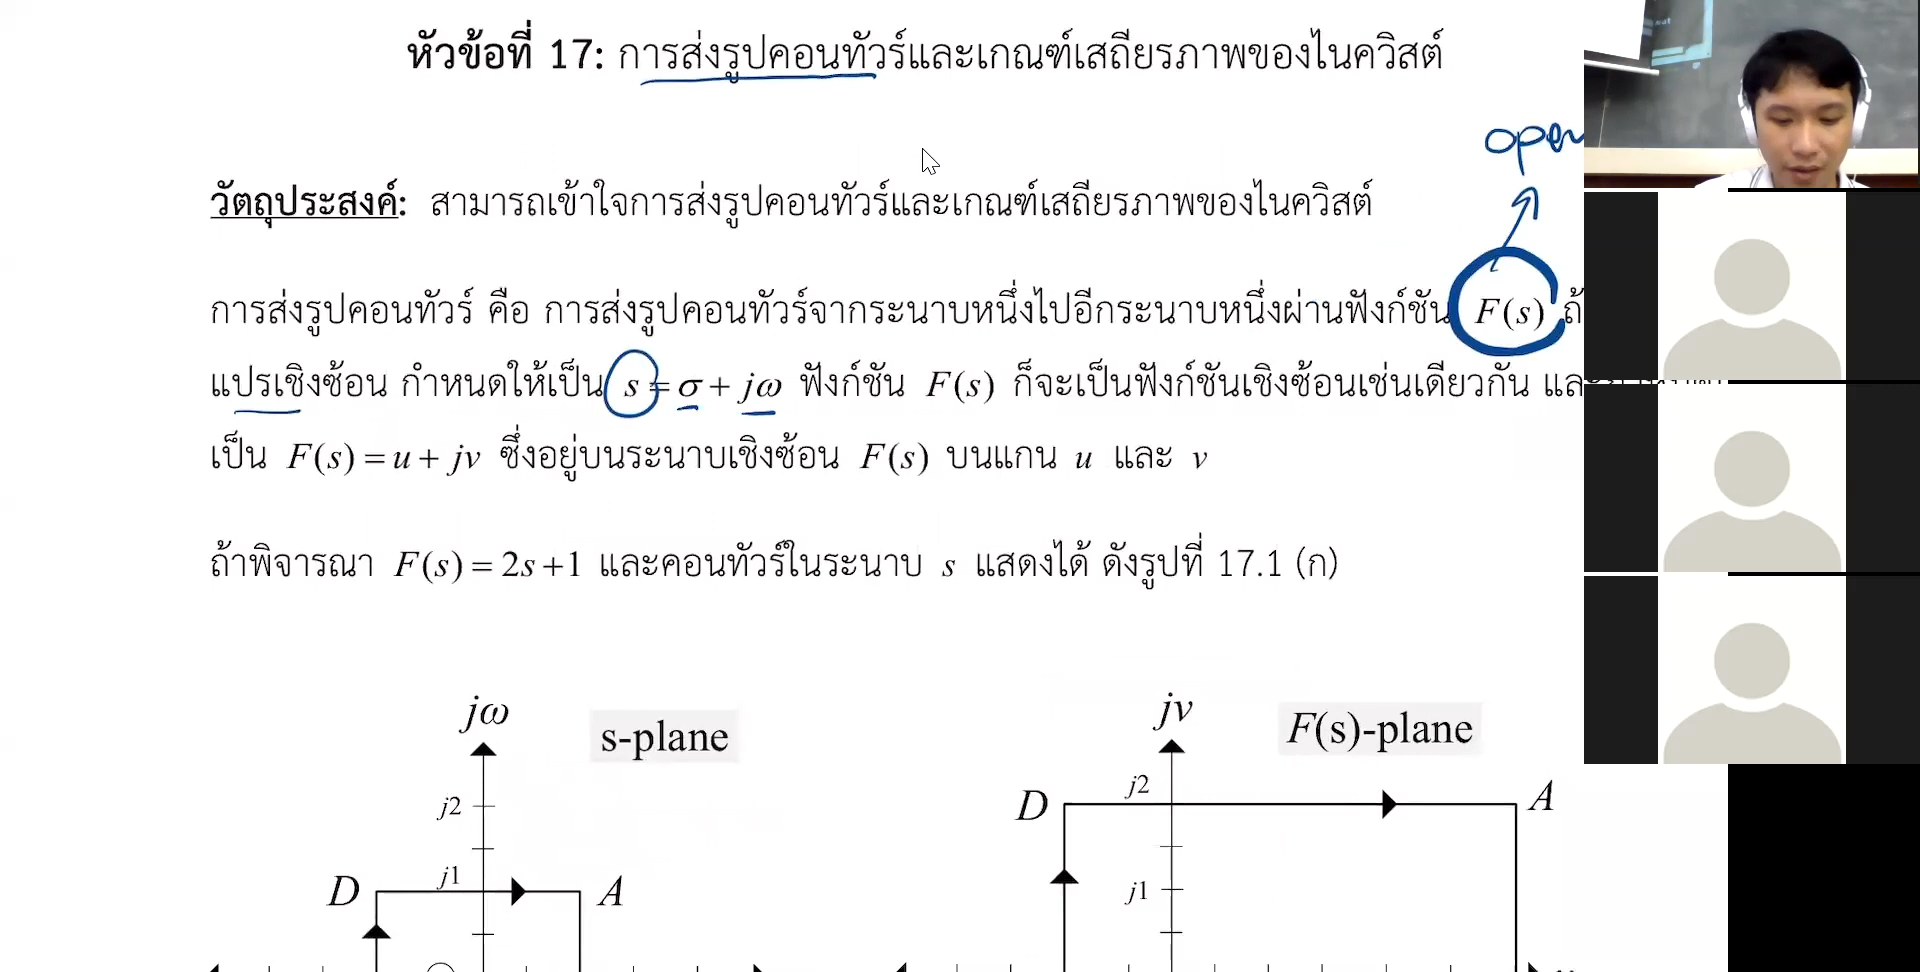 หัวข้อที่ 17: การส่งรูปคอนทัวร์และเกณฑ์เสถียรภาพของไนควิสต์
open
วัตถุประสงค์: สามารถเข้าใจการส่งรูปคอนทัวร์และเกณฑ์เสถียรภาพของไนควิสต์
การส่งรูปคอนทัวร์ คือ การส่งรูปคอนทัวร์จากระนาบหนึ่งไปอีกระนาบหนึ่งผ่านฟังก์ชัน F(s)
แปรเชิงซ้อน กำหนดให้เป็น s = σ + jω ฟังก์ชัน F(s) ก็จะเป็นฟังก์ชันเชิงซ้อนเช่นเดียวกัน
เป็น F(s) = u + jv ซึ่งอยู่บนระนาบเชิงซ้อน F(s) บนแกน u และ v
ถ้าพิจารณา F(s) = 2s +1 และคอนทัวร์ในระนาบ s แสดงได้ ดังรูปที่ 17.1 (ก)
jω
s-plane
j2
D
j1
A
jv
F(s)-plane
D
j2
A
j1